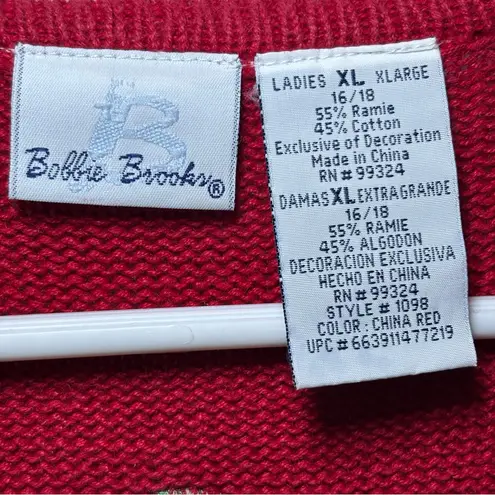 B
Bobbie Brooks®
LADIES XL XLARGE
16/18
55% Ramie
45% Cotton
Exclusive of Decoration
Made in China
RN # 99324
DAMAS XL EXTRAGRANDE
16/18
55% RAMIE
45% ALGODON
DECORACION EXCLUSIVA
HECHO EN CHINA
RN # 99324
STYLE # 1098
COLOR : CHINA RED
UPC # 663911477219